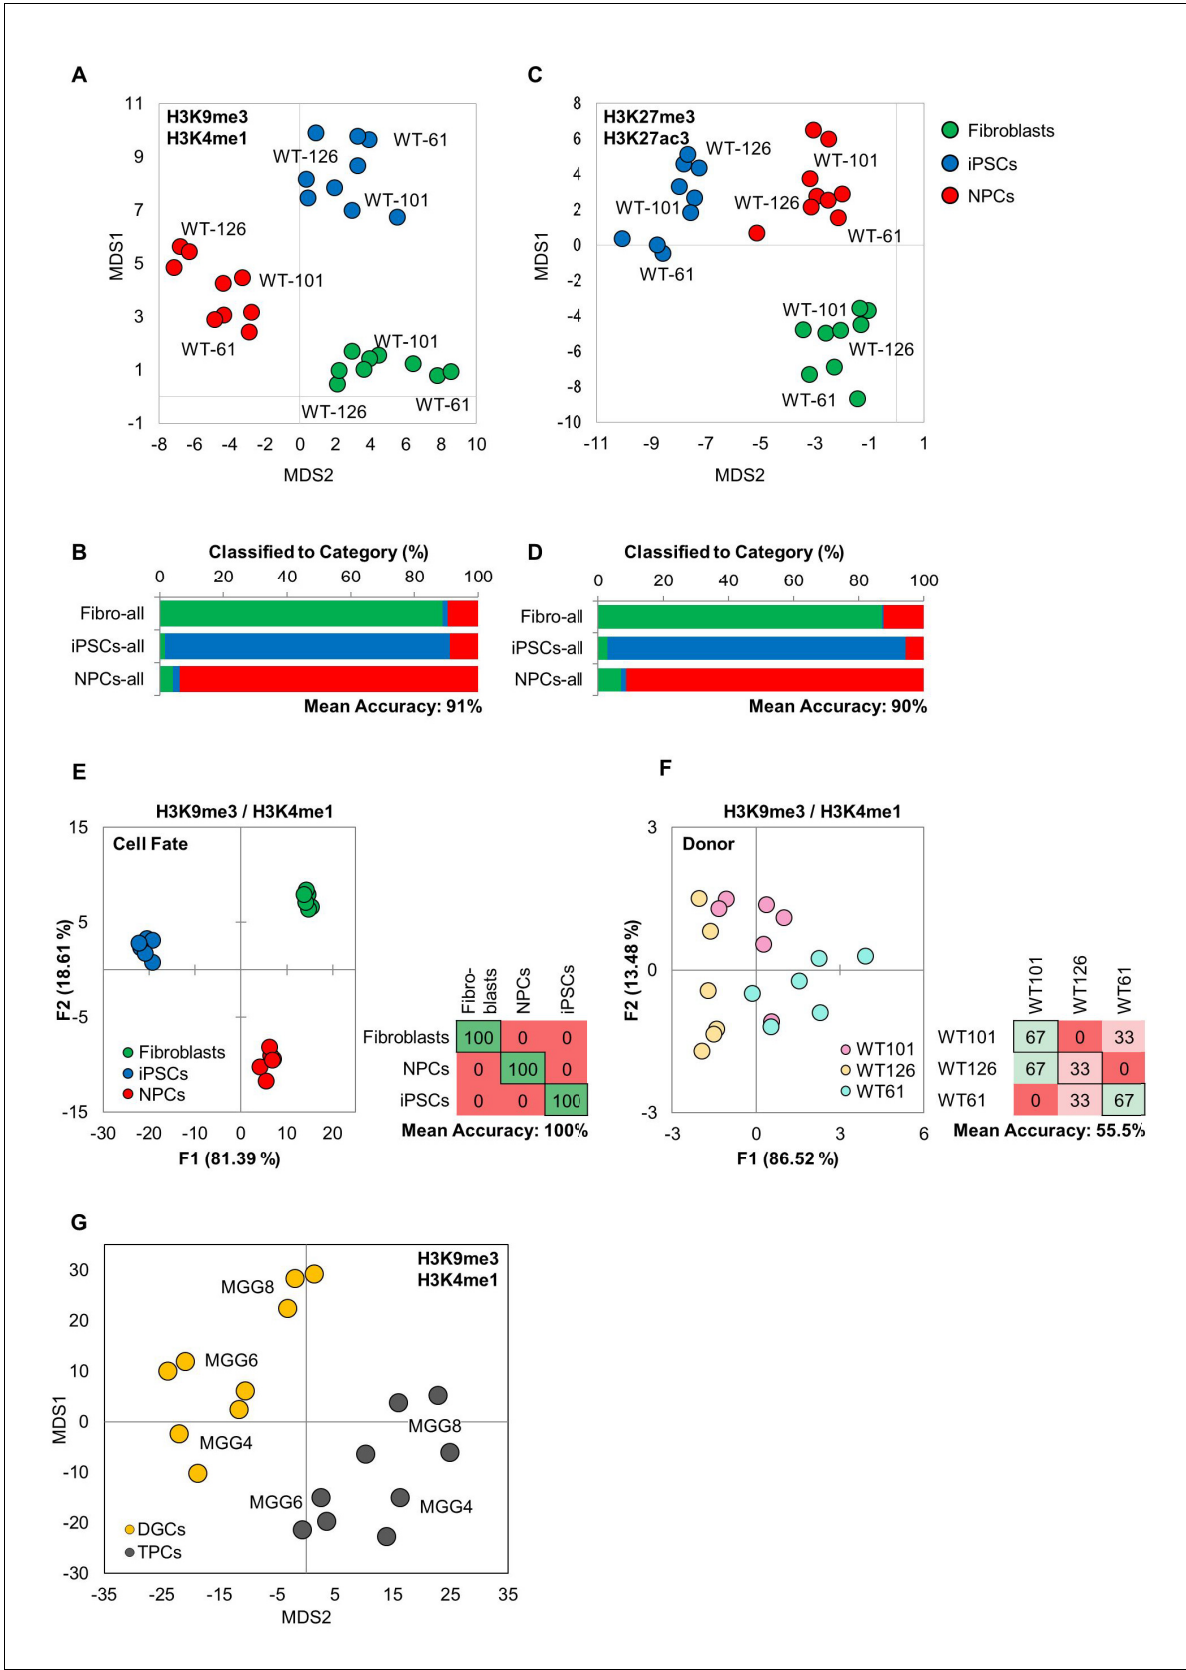 A
H3K9me3
H3K4me1
11
9
7
5
3
1
-1
MDS1
WT-61
WT-126
WT-101
WT-126
WT-101
WT-61
WT-101
WT-126
WT-61
-8 -6 -4 -2 0 2 4 6 8 10
MDS2
C
H3K27me3
H3K27ac3
8
6
4
2
0
-2
-4
-6
-8
-10
MDS1
WT-126
WT-101
WT-101
WT-126
WT-61
WT-61
WT-101
WT-126
WT-61
-11 -9 -7 -5 -3 -1 1
MDS2
Fibroblasts
iPSCs
NPCs
B
Classified to Category (%)
0 20 40 60 80 100
Fibro-all
iPSCs-all
NPCs-all
Mean Accuracy: 91%
D
Classified to Category (%)
0 20 40 60 80 100
Fibro-all
iPSCs-all
NPCs-all
Mean Accuracy: 90%
E
H3K9me3 / H3K4me1
Cell Fate
15
5
-5
-15
F2 (18.61 %)
Fibroblasts
iPSCs
NPCs
-30 -20 -10 0 10 20
F1 (81.39 %)
Fibro-
blasts
NPCs
iPSCs
Fibroblasts 100 0 0
NPCs 0 100 0
iPSCs 0 0 100
Mean Accuracy: 100%
F
H3K9me3 / H3K4me1
Donor
3
0
-3
F2 (13.48 %)
WT101
WT126
WT61
-3 0 3 6
F1 (86.52 %)
WT101
WT126
WT61
WT101 67 0 33
WT126 67 33 0
WT61 0 33 67
Mean Accuracy: 55.5%
G
H3K9me3
H3K4me1
30
20
10
0
-10
-20
-30
MDS1
MGG8
MGG6
MGG4
MGG8
MGG6
MGG4
DGCs
TPCs
-35 -25 -15 -5 5 15 25 35
MDS2